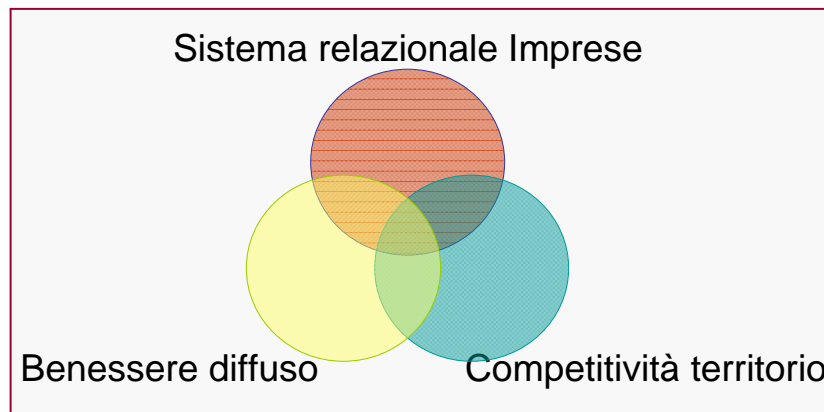 Sistema relazionale Imprese
Benessere diffuso
Competitività territorio